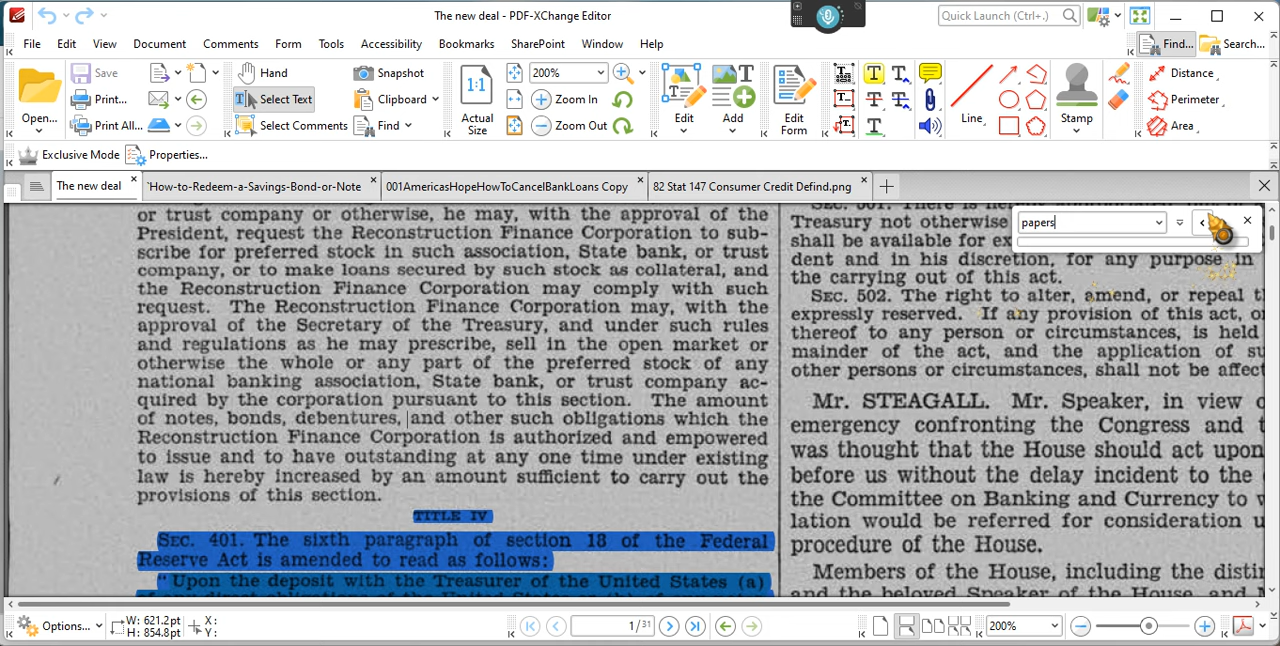 The new deal - PDF-XChange Editor
Quick Launch (Ctrl+.)
File Edit View Document Comments Form Tools Accessibility Bookmarks SharePoint Window Help
Find... Search...
Open...
Save
Print...
Print All...
Hand
Select Text
Select Comments
Snapshot
Clipboard
Find
1:1
Actual Size
200%
Zoom In
Zoom Out
Edit
Add
Edit Form
Line
Stamp
Distance
Perimeter
Area
Exclusive Mode Properties...
The new deal
`How-to-Redeem-a-Savings-Bond-or-Note
001AmericasHopeHowToCancelBankLoans Copy
82 Stat 147 Consumer Credit Defind.png
papers
or trust company or otherwise, he may, with the approval of the
President, request the Reconstruction Finance Corporation to sub-
scribe for preferred stock in such association, State bank, or trust
company, or to make loans secured by such stock as collateral, and
the Reconstruction Finance Corporation may comply with such
request. The Reconstruction Finance Corporation may, with the
approval of the Secretary of the Treasury, and under such rules
and regulations as he may prescribe, sell in the open market or
otherwise the whole or any part of the preferred stock of any
national banking association, State bank, or trust company ac-
quired by the corporation pursuant to this section. The amount
of notes, bonds, debentures, and other such obligations which the
Reconstruction Finance Corporation is authorized and empowered
to issue and to have outstanding at any one time under existing
law is hereby increased by an amount sufficient to carry out the
provisions of this section.
TITLE IV
SEC. 401. The sixth paragraph of section 18 of the Federal
Reserve Act is amended to read as follows:
"Upon the deposit with the Treasurer of the United States (a)
Treasury not otherwise
shall be available for ex
dent and in his discretion, for any purpose in
the carrying out of this act.
SEC. 502. The right to alter, amend, or repeal t
expressly reserved. If any provision of this act, o
thereof to any person or circumstances, is held
mainder of the act, and the application of su
other persons or circumstances, shall not be affect
Mr. STEAGALL. Mr. Speaker, in view o
emergency confronting the Congress and t
was thought that the House should act upon
before us without the delay incident to the
the Committee on Banking and Currency to w
lation would be referred for consideration u
procedure of the House.
Members of the House, including the distin
and the beloved Speaker of the House, and M
Options...
W: 621.2pt
H: 854.8pt
X:
Y:
1/31
200%